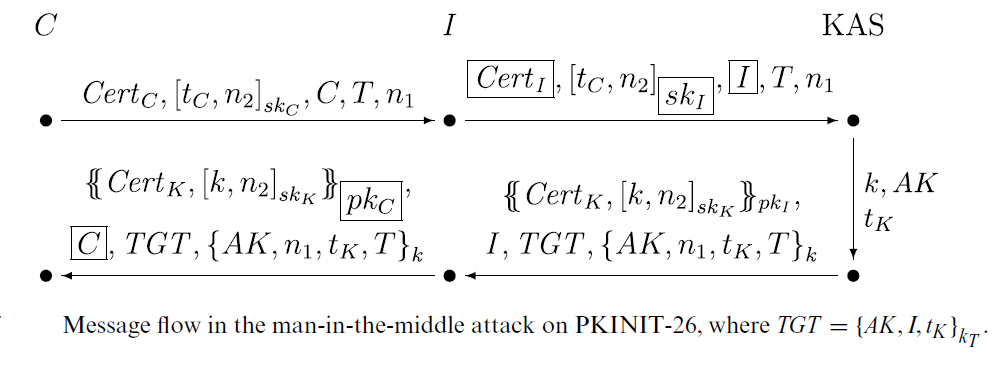 C I KAS
Cert_C, [t_C, n_2]_{sk_C}, C, T, n_1
Cert_I, [t_C, n_2]_{sk_I}, I, T, n_1
{{Cert_K, [k, n_2]_{sk_K}}}_{pk_C},
C, TGT, {AK, n_1, t_K, T}_k
{{Cert_K, [k, n_2]_{sk_K}}}_{pk_I},
I, TGT, {AK, n_1, t_K, T}_k
k, AK
t_K
Message flow in the man-in-the-middle attack on PKINIT-26, where TGT = {AK, I, t_K}_{k_T}.